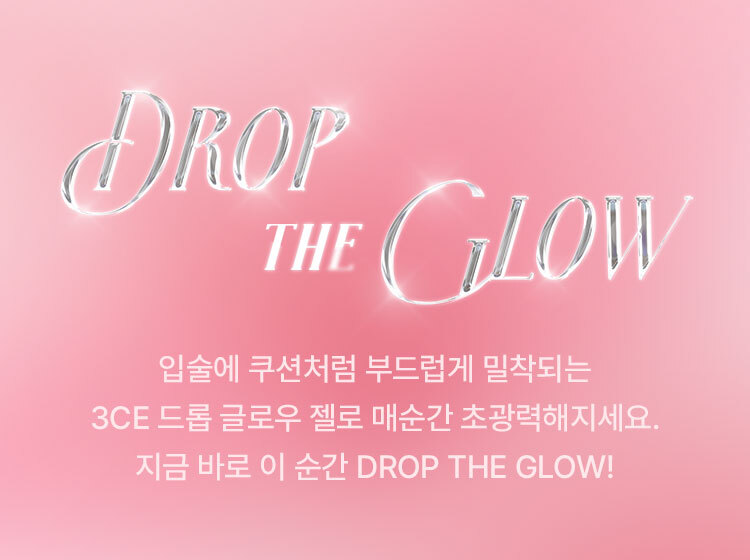 DROP
THE GLOW
입술에 쿠션처럼 부드럽게 밀착되는
3CE 드롭 글로우 젤로 매순간 초광력해지세요.
지금 바로 이 순간 DROP THE GLOW!